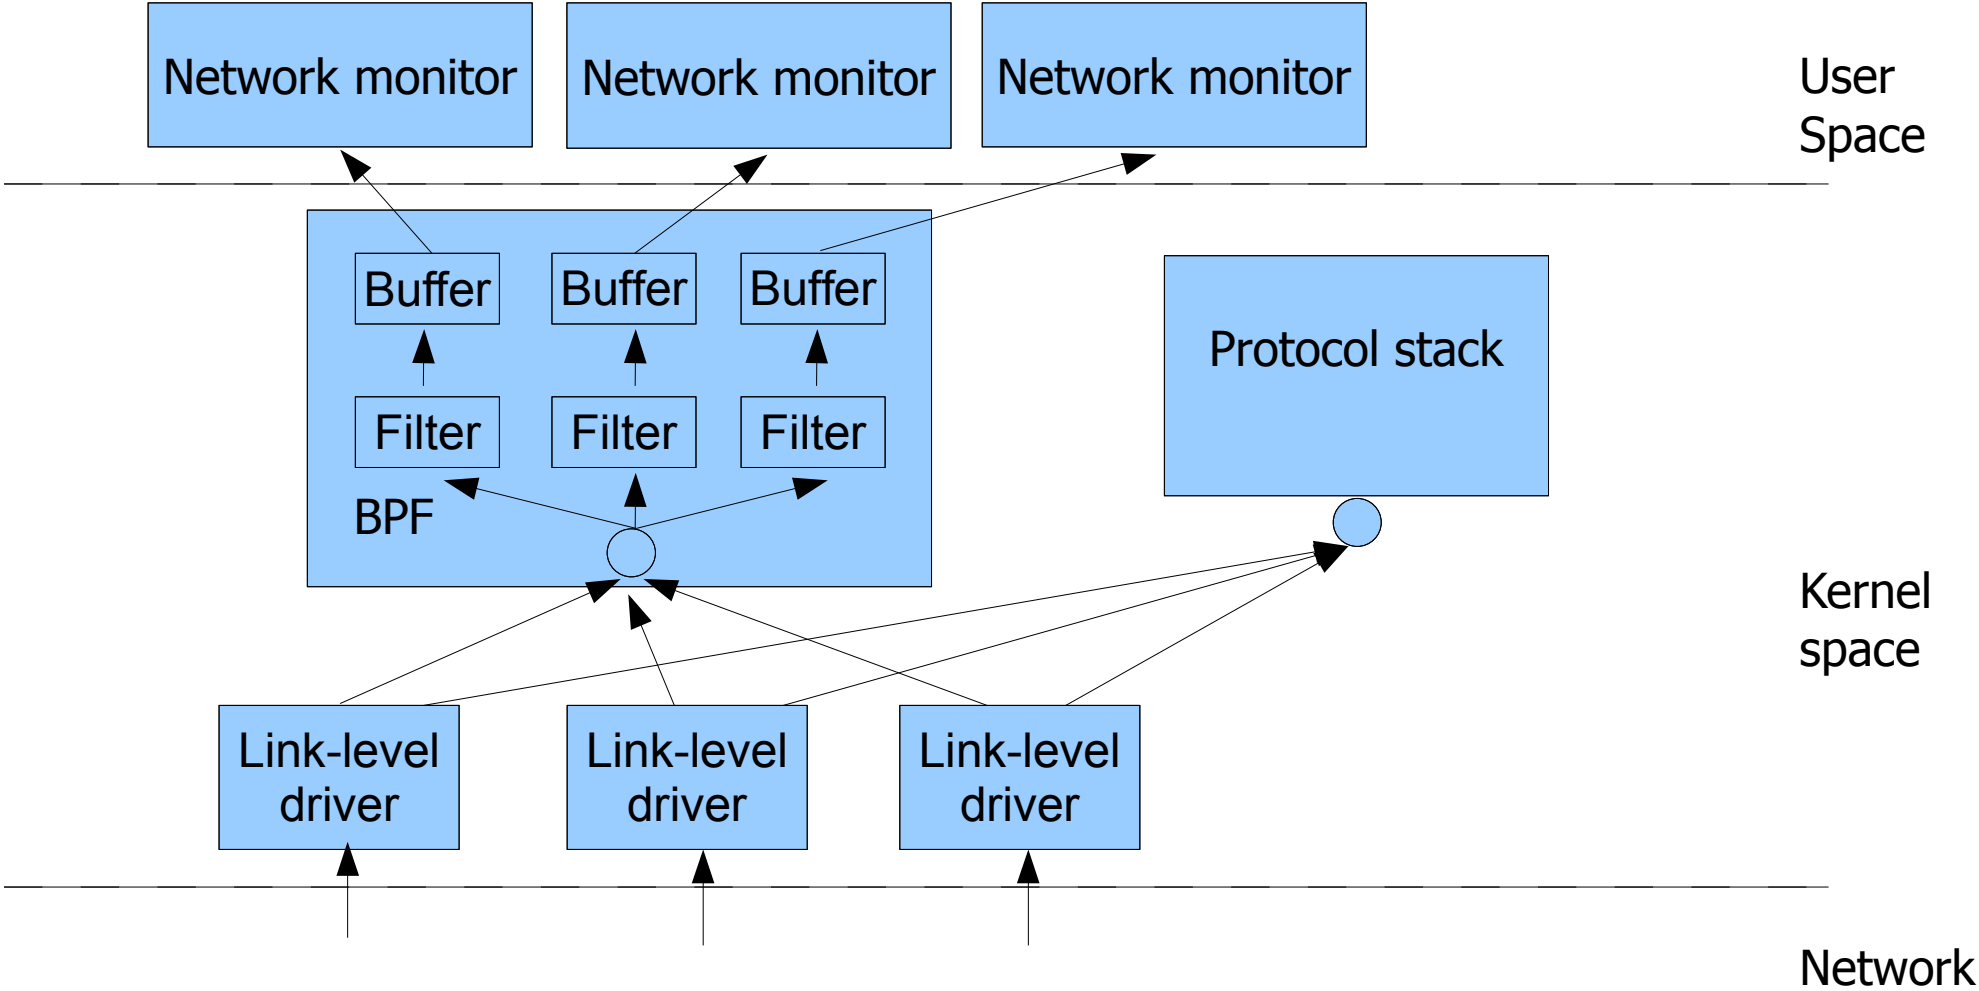 Network monitor
Network monitor
Network monitor
User
Space
Buffer
Buffer
Buffer
Protocol stack
Filter
Filter
Filter
BPF
Kernel
space
Link-level
driver
Link-level
driver
Link-level
driver
Network